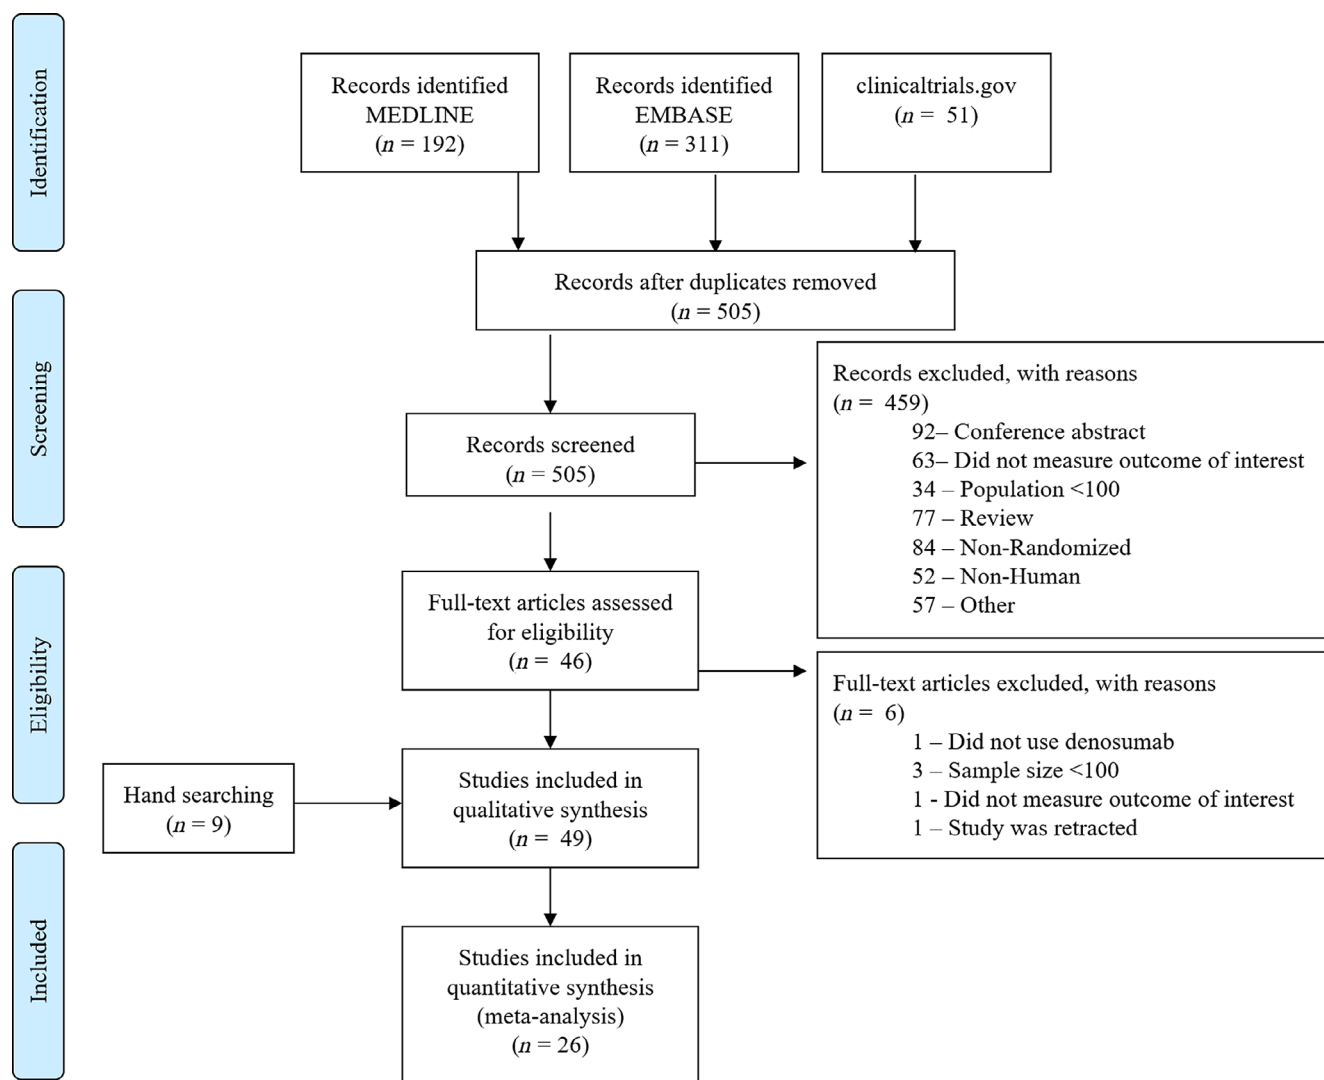 Identification
Records identified
MEDLINE
(n = 192)
Records identified
EMBASE
(n = 311)
clinicaltrials.gov
(n = 51)
Records after duplicates removed
(n = 505)
Screening
Records screened
(n = 505)
Records excluded, with reasons
(n = 459)
92– Conference abstract
63– Did not measure outcome of interest
34 – Population <100
77 – Review
84 – Non-Randomized
52 – Non-Human
57 – Other
Eligibility
Full-text articles assessed
for eligibility
(n = 46)
Full-text articles excluded, with reasons
(n = 6)
1 – Did not use denosumab
3 – Sample size <100
1 - Did not measure outcome of interest
1 – Study was retracted
Hand searching
(n = 9)
Studies included in
qualitative synthesis
(n = 49)
Included
Studies included in
quantitative synthesis
(meta-analysis)
(n = 26)